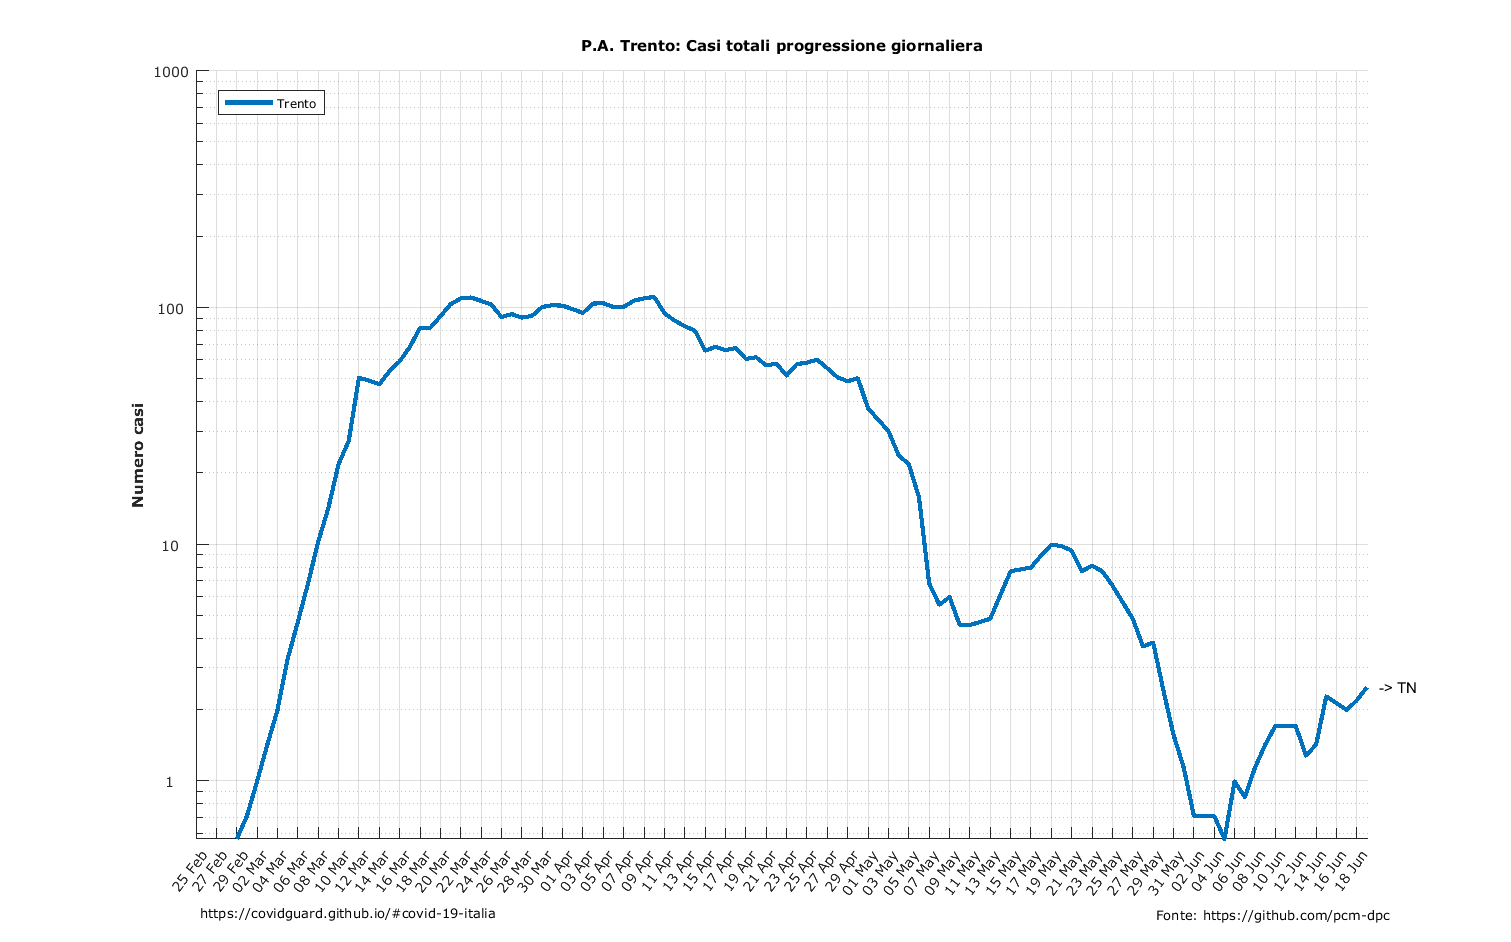 P.A. Trento: Casi totali progressione giornaliera
1000
Trento
100
Numero casi
10
-> TN
1
25 Feb
27 Feb
29 Feb
02 Mar
04 Mar
06 Mar
08 Mar
10 Mar
12 Mar
14 Mar
16 Mar
18 Mar
20 Mar
22 Mar
24 Mar
26 Mar
28 Mar
30 Mar
01 Apr
03 Apr
05 Apr
07 Apr
09 Apr
11 Apr
13 Apr
15 Apr
17 Apr
19 Apr
21 Apr
23 Apr
25 Apr
27 Apr
29 Apr
01 May
03 May
05 May
07 May
09 May
11 May
13 May
15 May
17 May
19 May
21 May
23 May
25 May
27 May
29 May
31 May
02 Jun
04 Jun
06 Jun
08 Jun
10 Jun
12 Jun
14 Jun
16 Jun
18 Jun
https://covidguard.github.io/#covid-19-italia
Fonte: https://github.com/pcm-dpc